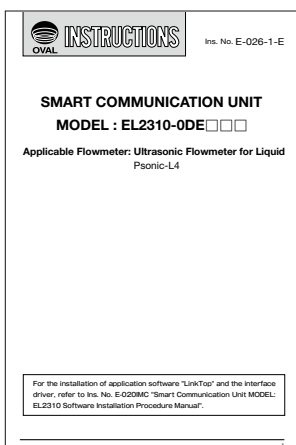 OVAL
INSTRUCTIONS
Ins. No. E-026-1-E
SMART COMMUNICATION UNIT
MODEL : EL2310-0DE□□□
Applicable Flowmeter: Ultrasonic Flowmeter for Liquid
Psonic-L4
For the installation of application software "LinkTop" and the interface
driver, refer to Ins. No. E-020IMC "Smart Communication Unit MODEL:
EL2310 Software Installation Procedure Manual".